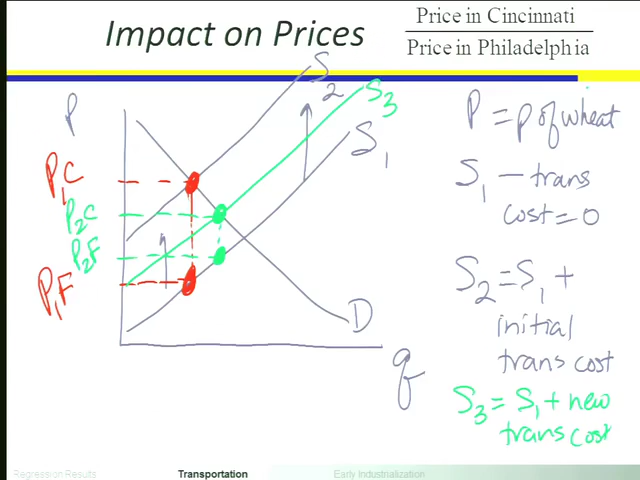 Impact on Prices
Price in Cincinnati
Price in Philadelphia
P
S2
S3
S1
P1C
P2C
P2F
P1F
D
q
P = P of wheat
S1 - trans
cost = 0
S2 = S1 +
initial
trans cost
S3 = S1 + new
trans cost
Regression Results
Transportation
Early Industrialization